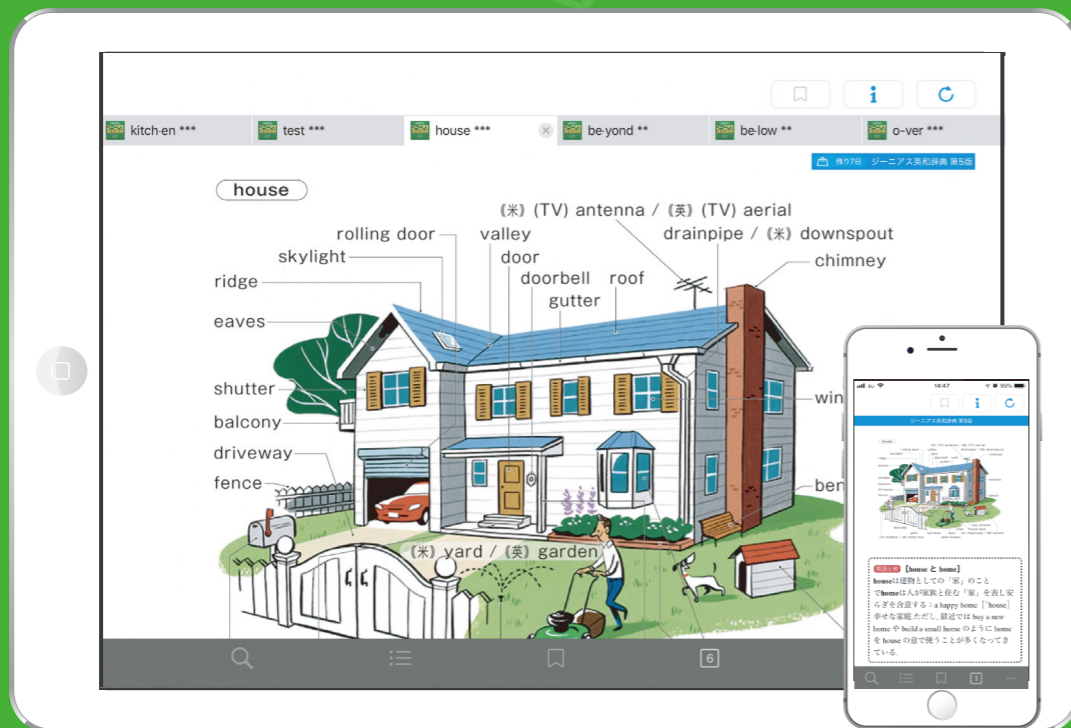 kitch·en ***
test ***
house ***
be·yond **
be·low **
o·ver ***
残り7日 ジーニアス英和辞典 第5版
house
⦅米⦆ (TV) antenna / ⦅英⦆ (TV) aerial
rolling door
valley
drainpipe / ⦅米⦆ downspout
skylight
door
chimney
ridge
doorbell
roof
gutter
eaves
shutter
win
balcony
driveway
fence
ben
⦅米⦆ yard / ⦅英⦆ garden
6
au
14:47
99%
ジーニアス英和辞典 第5版
house
[house と home]
houseは建物としての「家」のこと
でhomeは人が家族と住む「家」を表し安
らぎを含意する : a happy home [˟house]
幸せな家庭.ただし, 最近では buy a new
home や build a small home のように home
を house の意で使うことが多くなってき
ている.
1